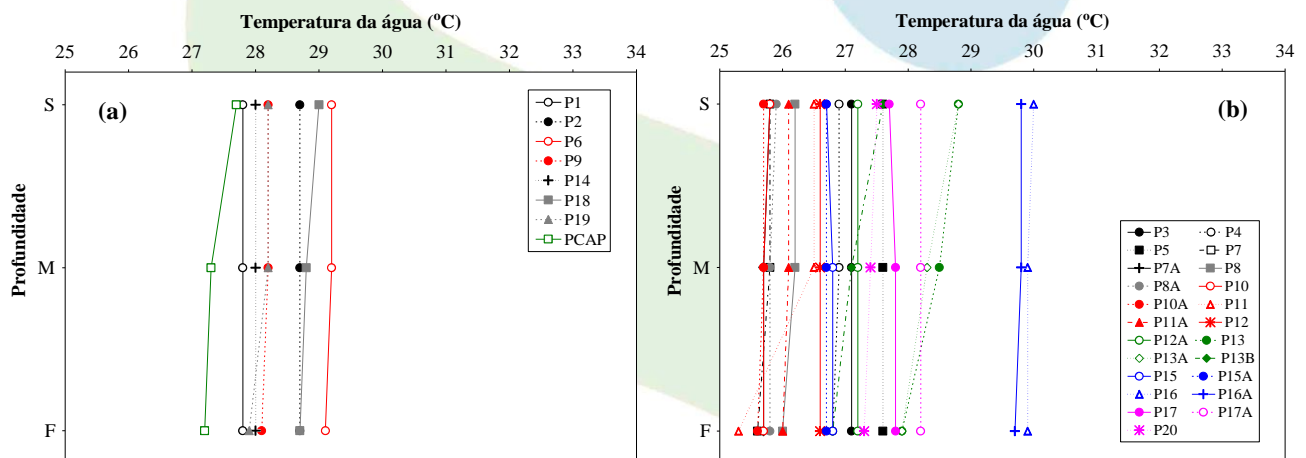 Temperatura da água (ºC)
25 26 27 28 29 30 31 32 33 34
(a)
S
M
F
Profundidade
P1
P2
P6
P9
P14
P18
P19
PCAP
Temperatura da água (ºC)
25 26 27 28 29 30 31 32 33 34
(b)
S
M
F
Profundidade
P3 P4
P5 P7
P7A P8
P8A P10
P10A P11
P11A P12
P12A P13
P13A P13B
P15 P15A
P16 P16A
P17 P17A
P20